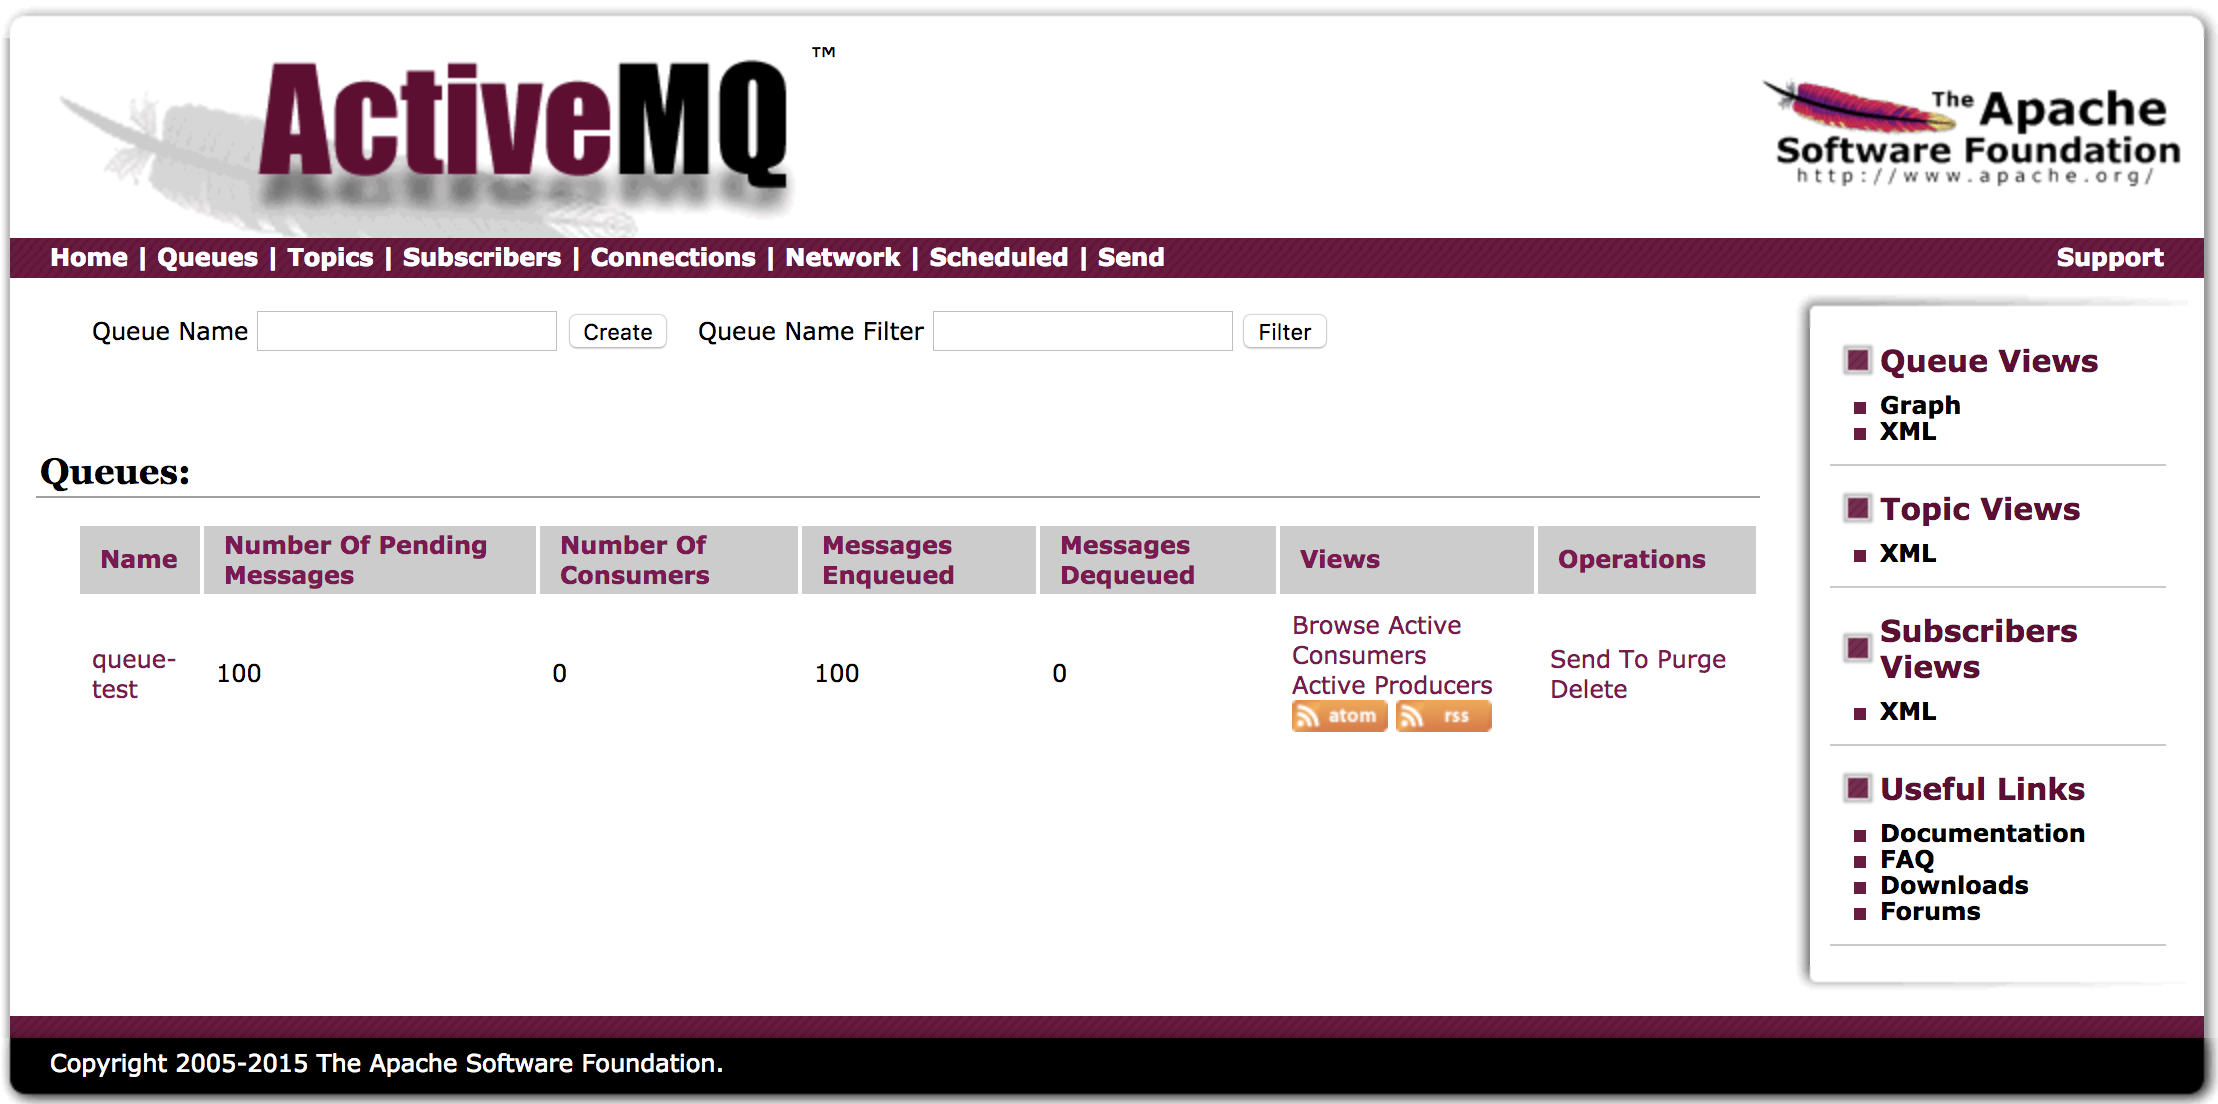 ActiveMQ ™
The Apache
Software Foundation
http://www.apache.org/
Home | Queues | Topics | Subscribers | Connections | Network | Scheduled | Send
Support
Queue Name
Create
Queue Name Filter
Filter
Queues:
Name
Number Of Pending
Messages
Number Of
Consumers
Messages
Enqueued
Messages
Dequeued
Views
Operations
queue-
test
100
0
100
0
Browse Active
Consumers
Active Producers
atom
rss
Send To Purge
Delete
Queue Views
Graph
XML
Topic Views
XML
Subscribers
Views
XML
Useful Links
Documentation
FAQ
Downloads
Forums
Copyright 2005-2015 The Apache Software Foundation.